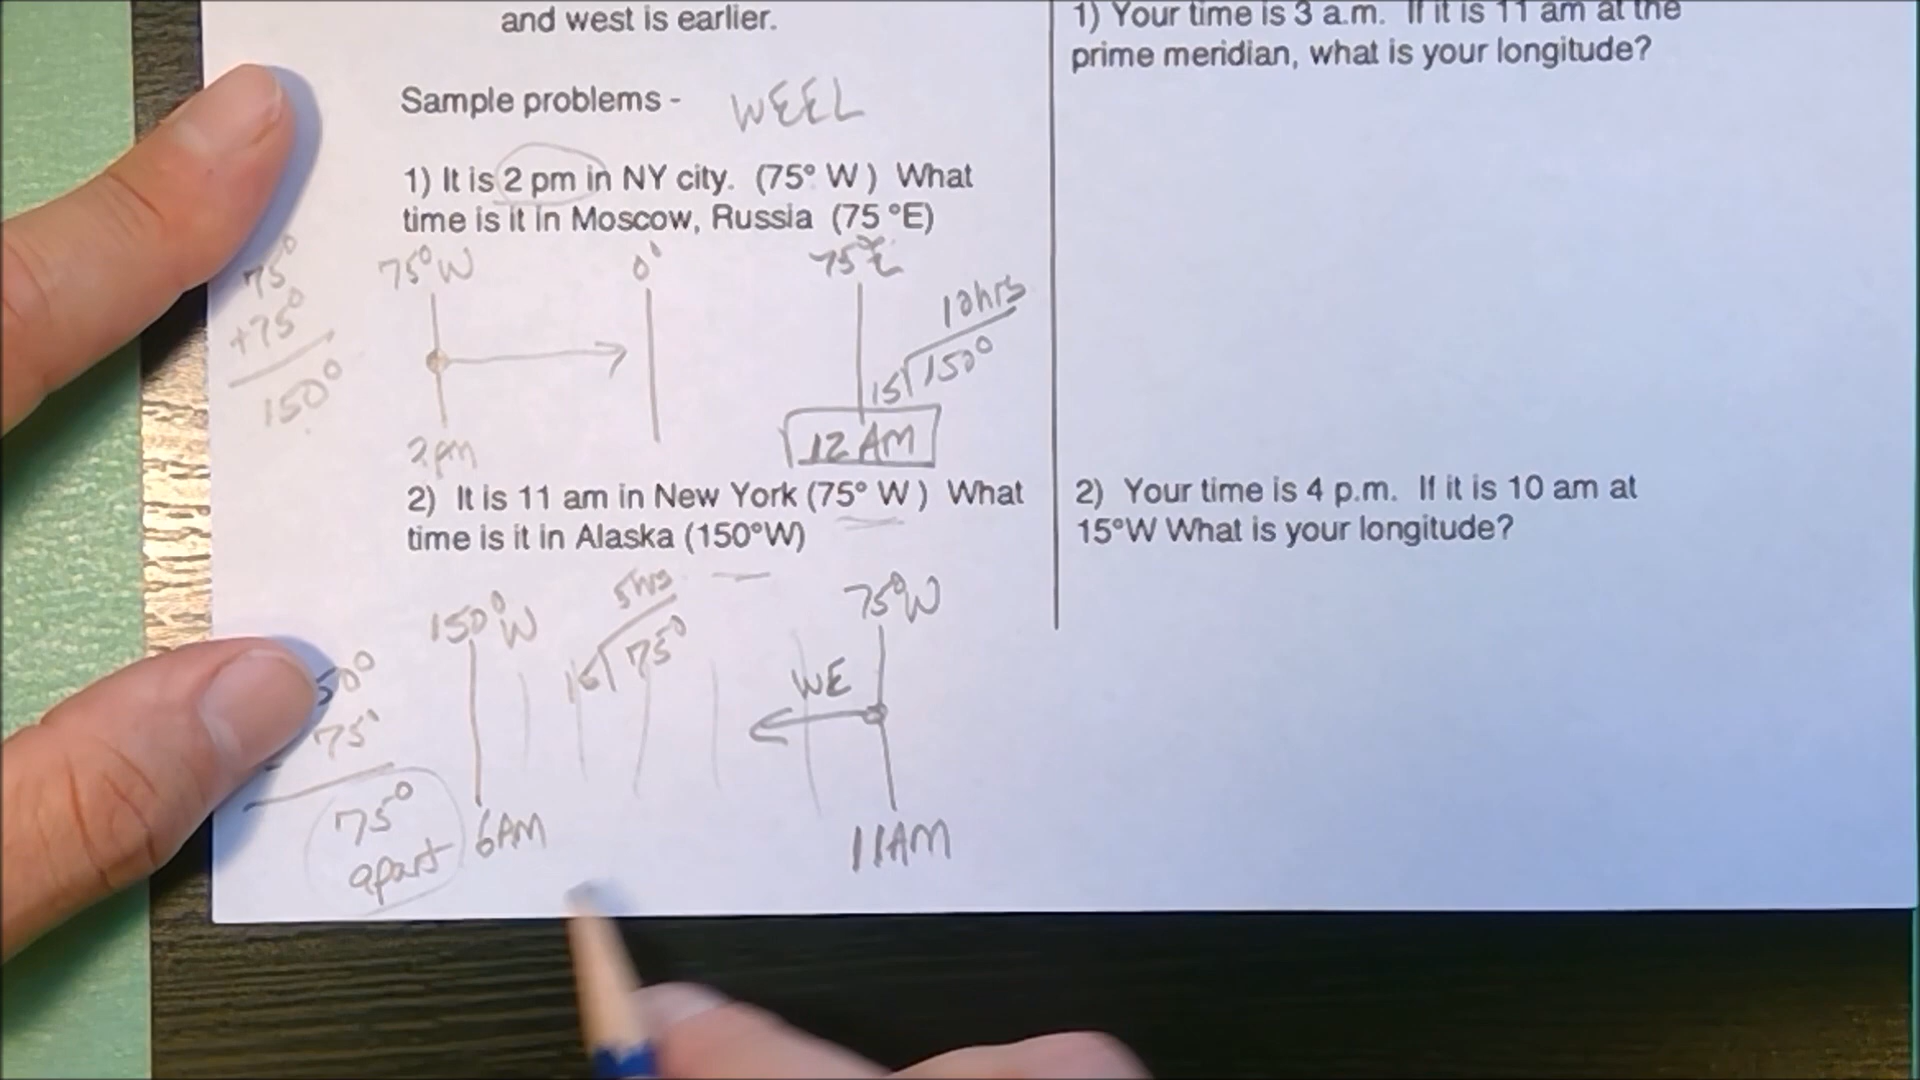 and west is earlier.
Sample problems - WEEL
1) It is 2 pm in NY city. (75° W ) What
time is it in Moscow, Russia (75 °E)
75°
+75°
150°
75°W
0°
75°E
10hrs
15 150°
2pm
12 AM
2) It is 11 am in New York (75° W ) What
time is it in Alaska (150°W)
150°W
5hrs
15 75°
75°W
WE
50°
75°
75°
apart
6AM
11AM
1) Your time is 3 a.m. If it is 11 am at the
prime meridian, what is your longitude?
2) Your time is 4 p.m. If it is 10 am at
15°W What is your longitude?